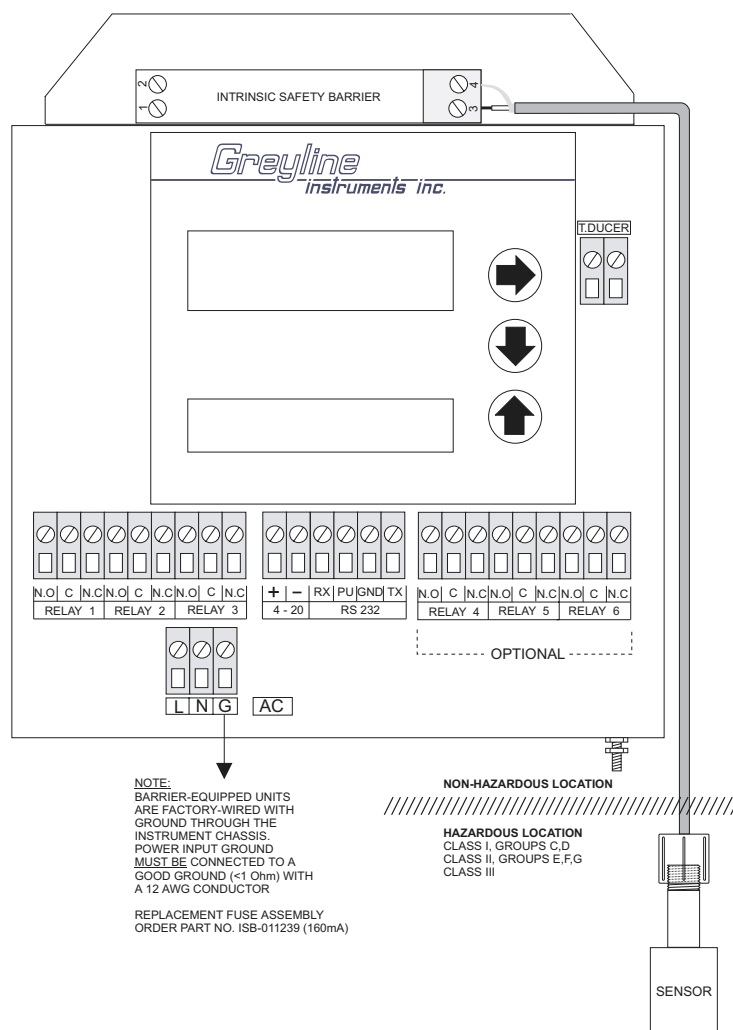 2
1
INTRINSIC SAFETY BARRIER
4
3
Greyline
instruments inc.
T.DUCER
N.O C N.C N.O C N.C N.O C N.C
RELAY 1 RELAY 2 RELAY 3
+ – RX PU GND TX
4 - 20 RS 232
N.O C N.C N.O C N.C N.O C N.C
RELAY 4 RELAY 5 RELAY 6
OPTIONAL
L N G AC
NOTE:
BARRIER-EQUIPPED UNITS
ARE FACTORY-WIRED WITH
GROUND THROUGH THE
INSTRUMENT CHASSIS.
POWER INPUT GROUND
MUST BE CONNECTED TO A
GOOD GROUND (<1 Ohm) WITH
A 12 AWG CONDUCTOR
REPLACEMENT FUSE ASSEMBLY
ORDER PART NO. ISB-011239 (160mA)
NON-HAZARDOUS LOCATION
HAZARDOUS LOCATION
CLASS I, GROUPS C,D
CLASS II, GROUPS E,F,G
CLASS III
SENSOR